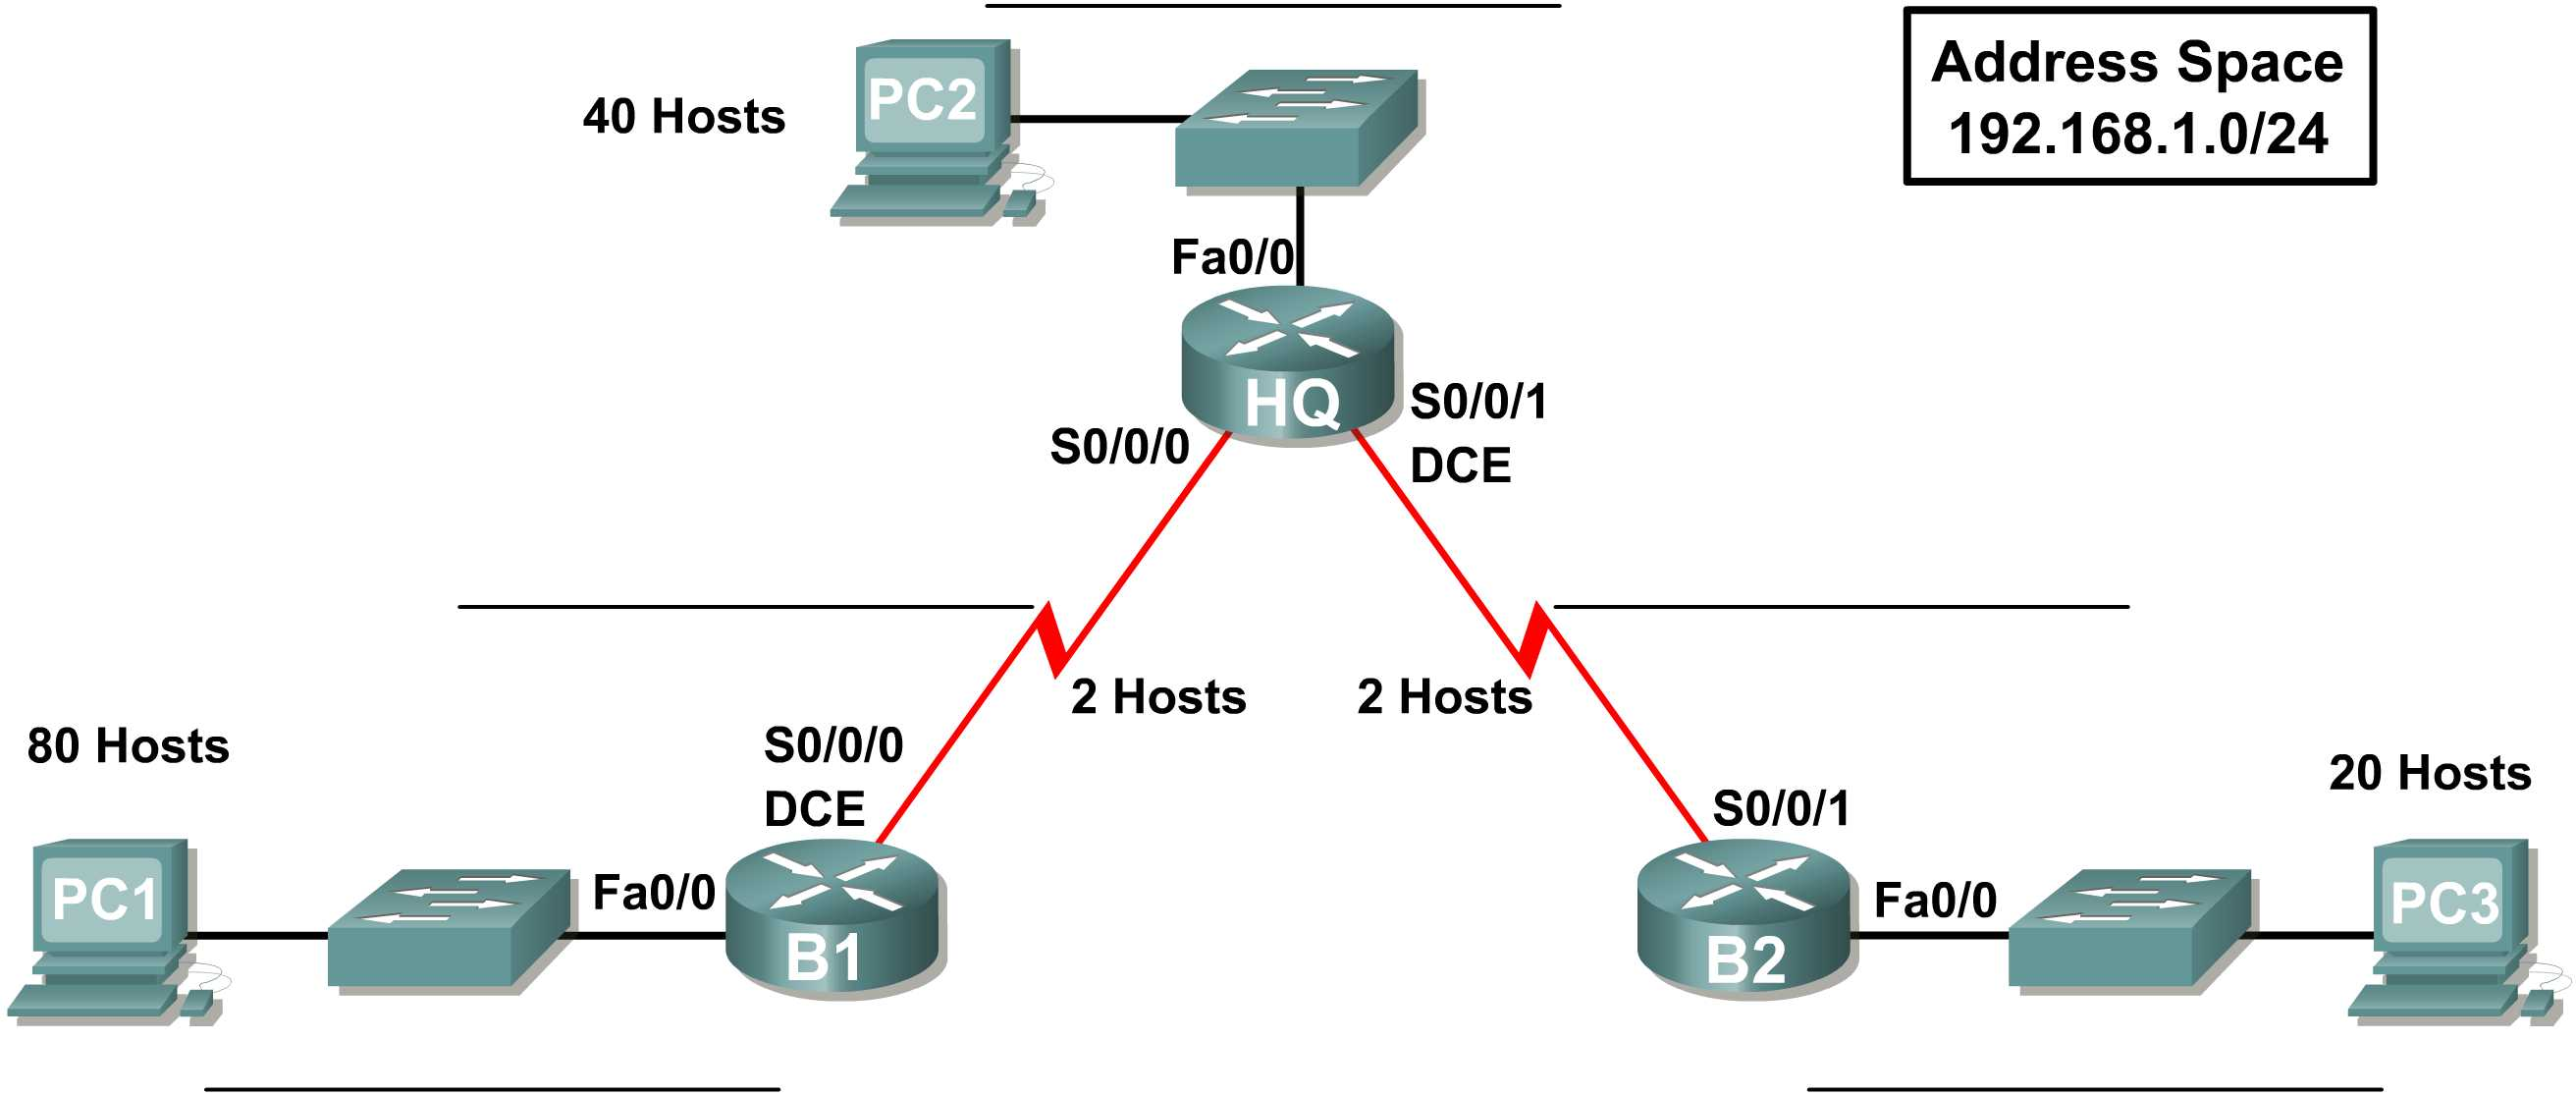 Address Space
192.168.1.0/24
PC2
40 Hosts
Fa0/0
HQ
S0/0/1
DCE
S0/0/0
2 Hosts
2 Hosts
80 Hosts
S0/0/0
DCE
20 Hosts
S0/0/1
PC1
Fa0/0
B1
B2
Fa0/0
PC3